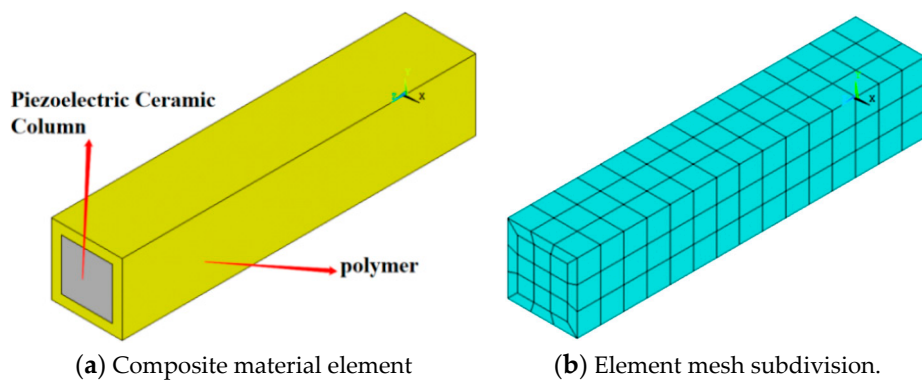 Piezoelectric Ceramic
Column
polymer
X
X
(a) Composite material element
(b) Element mesh subdivision.